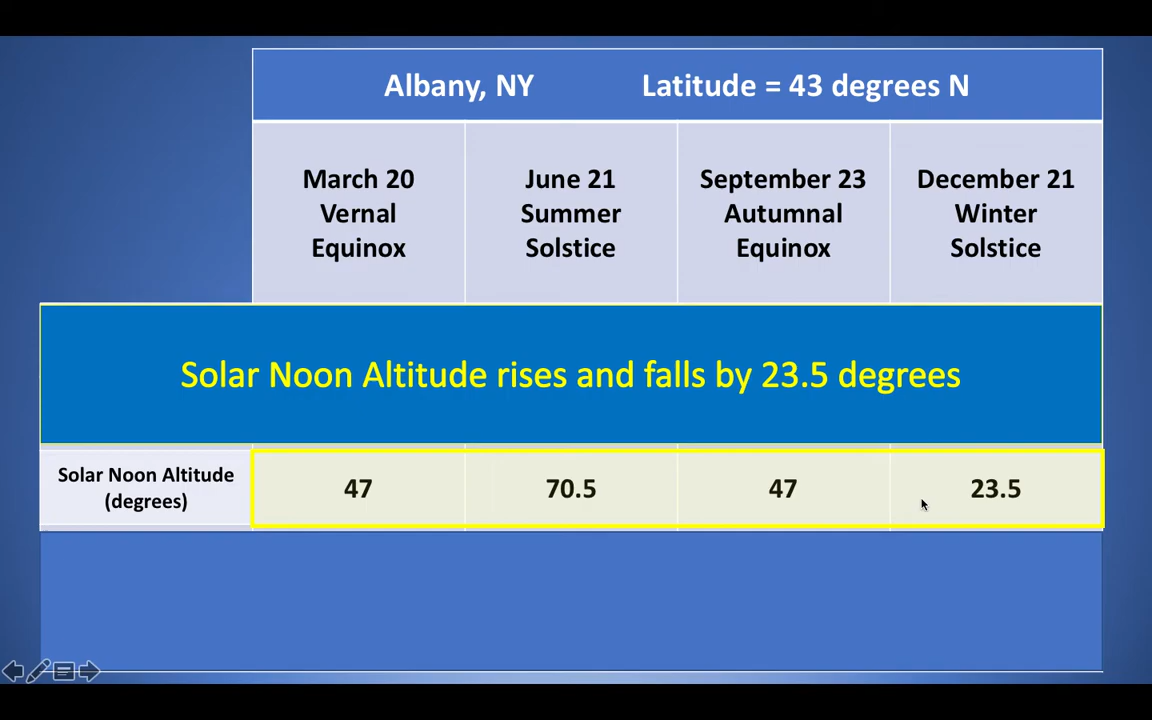 Albany, NY Latitude = 43 degrees N
March 20
Vernal
Equinox
June 21
Summer
Solstice
September 23
Autumnal
Equinox
December 21
Winter
Solstice
Solar Noon Altitude rises and falls by 23.5 degrees
Solar Noon Altitude
(degrees)
47
70.5
47
23.5